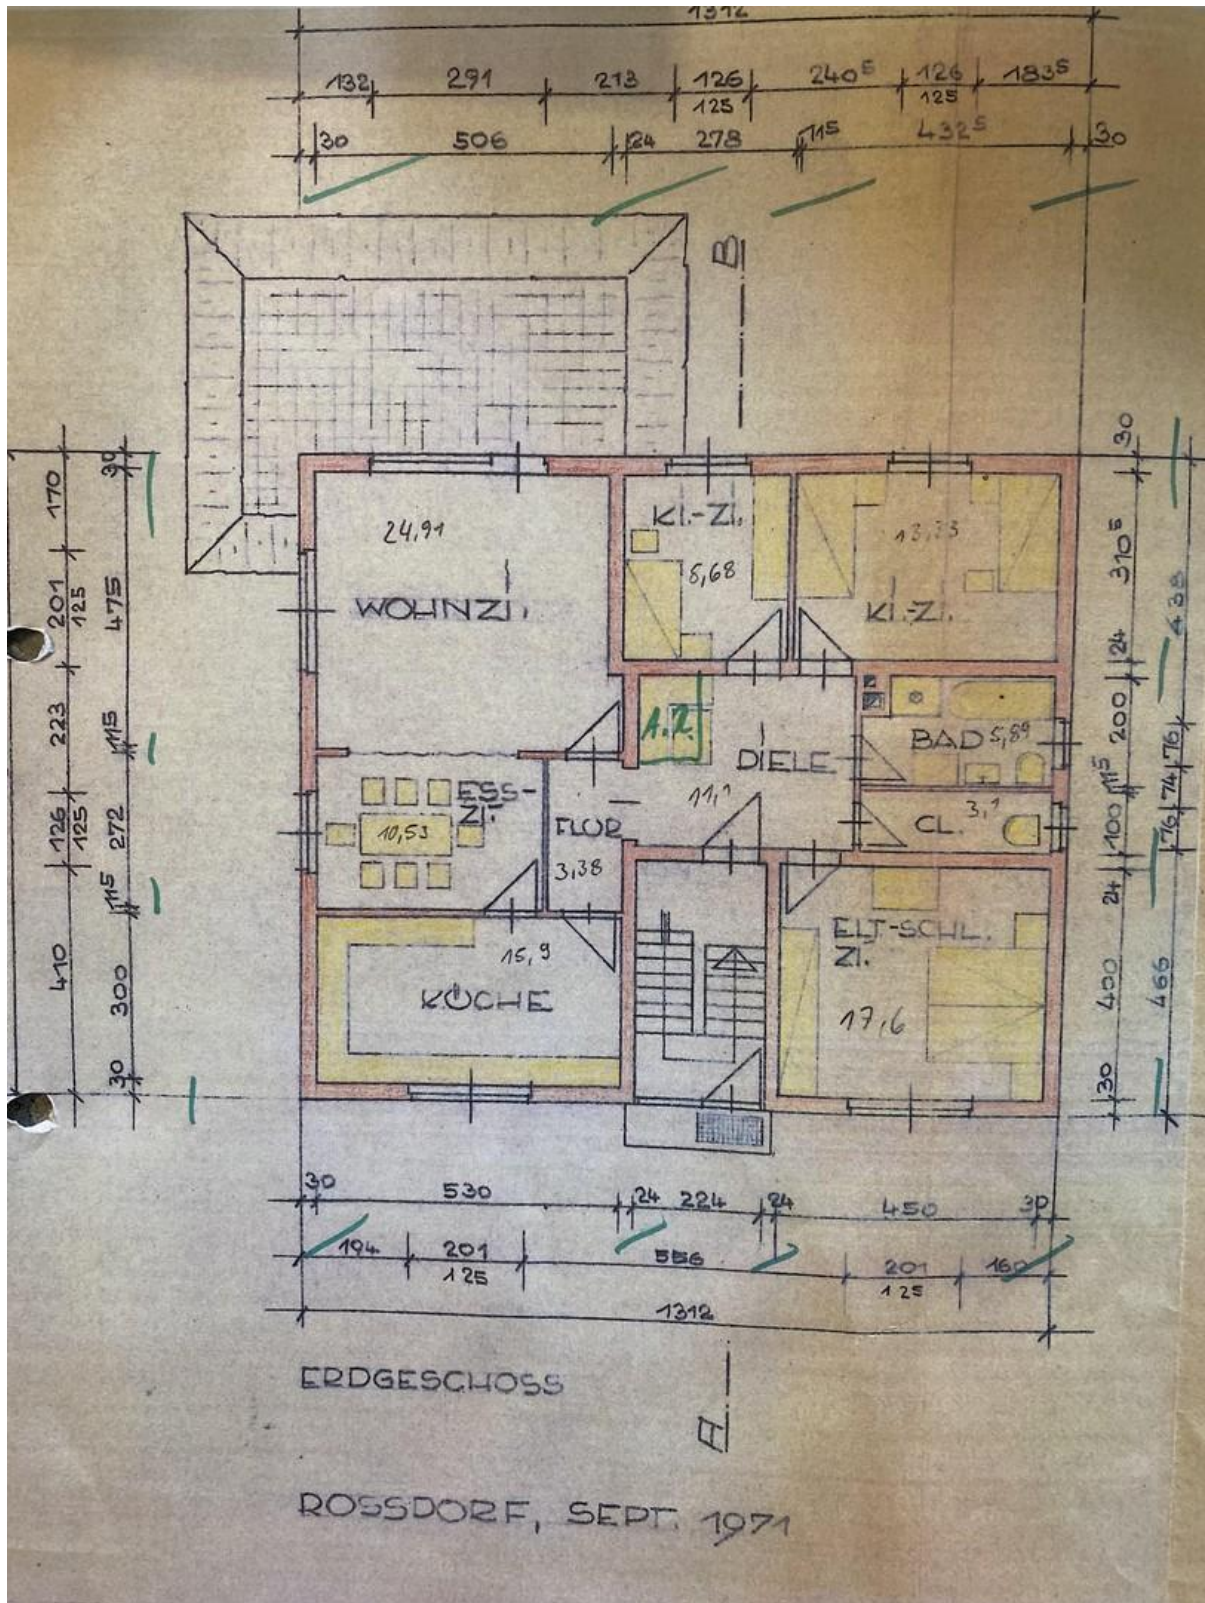 1312
132 291 213 126 240⁵ 126 183⁵
125 125
30 506 24 278 11⁵ 432⁵ 30
B
30
170
201
125
223
126
125
410
30
475
11⁵
272
11⁵
300
30
24,91
WOHNZI.
KI.-ZI.
8,68
13,33
KI.-ZI.
A.R.
DIELE
11,1
BAD 5,89
CL. 3,1
ESS-
ZI.
10,53
FLUR
3,38
15,9
KÜCHE
ELT-SCHL.
ZI.
17,6
30
310⁵
24
200
11⁵
100
24
400
30
438
76
74
76
466
30 530 24 224 24 450 30
194 201 556 201 160
125 125
1312
ERDGESCHOSS
A
ROSSDORF, SEPT. 1971